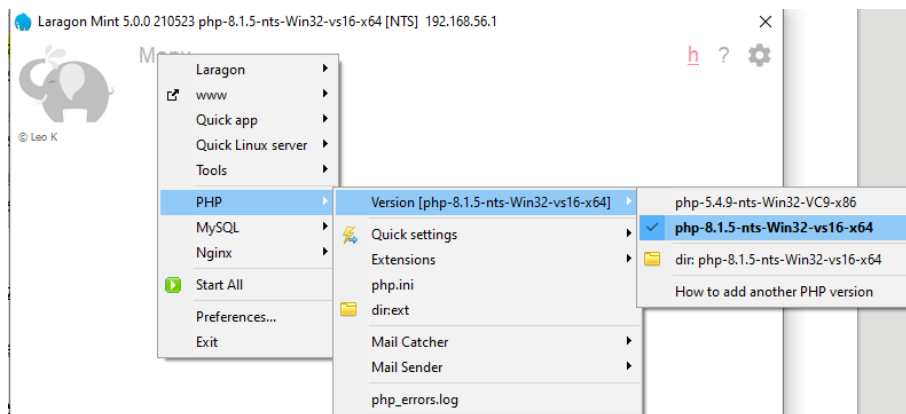 Laragon Mint 5.0.0 210523 php-8.1.5-nts-Win32-vs16-x64 [NTS] 192.168.56.1
Menu
h ?
© Leo K
Laragon
www
Quick app
Quick Linux server
Tools
PHP
MySQL
Nginx
Start All
Preferences...
Exit
Version [php-8.1.5-nts-Win32-vs16-x64]
Quick settings
Extensions
php.ini
dir:ext
Mail Catcher
Mail Sender
php_errors.log
php-5.4.9-nts-Win32-VC9-x86
php-8.1.5-nts-Win32-vs16-x64
dir: php-8.1.5-nts-Win32-vs16-x64
How to add another PHP version